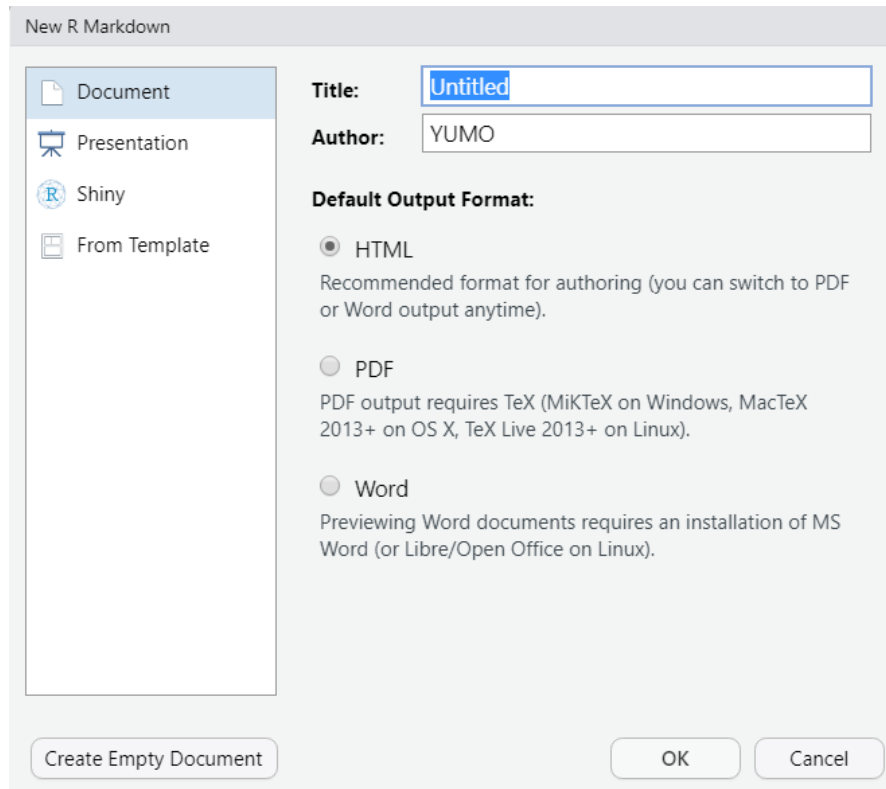 New R Markdown
Document
Presentation
Shiny
From Template
Title: Untitled
Author: YUMO
Default Output Format:
HTML
Recommended format for authoring (you can switch to PDF
or Word output anytime).
PDF
PDF output requires TeX (MiKTeX on Windows, MacTeX
2013+ on OS X, TeX Live 2013+ on Linux).
Word
Previewing Word documents requires an installation of MS
Word (or Libre/Open Office on Linux).
Create Empty Document
OK
Cancel